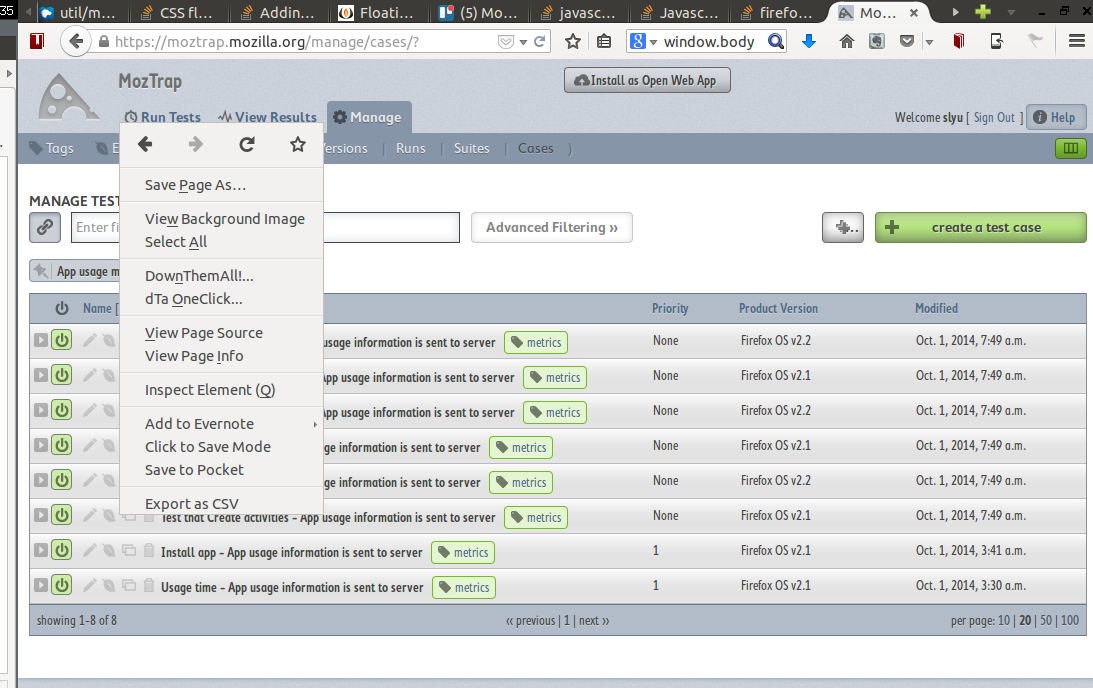 35
util/m...
CSS fl...
Addin...
Floati...
(5) Mo...
javasc...
Javasc...
firefo...
Mo...
https://moztrap.mozilla.org/manage/cases/?
window.body
MozTrap
Install as Open Web App
Run Tests
View Results
Manage
Welcome slyu [ Sign Out ]
Help
Tags
E
ersions
Runs
Suites
Cases
MANAGE TEST
Enter fi
Advanced Filtering »
create a test case
App usage m
Save Page As...
View Background Image
Select All
DownThemAll!...
dTa OneClick...
View Page Source
View Page Info
Inspect Element (Q)
Add to Evernote
Click to Save Mode
Save to Pocket
Export as CSV
Name [
Priority
Product Version
Modified
usage information is sent to server metrics None Firefox OS v2.2 Oct. 1, 2014, 7:49 a.m.
App usage information is sent to server metrics None Firefox OS v2.1 Oct. 1, 2014, 7:49 a.m.
App usage information is sent to server metrics None Firefox OS v2.2 Oct. 1, 2014, 7:49 a.m.
ge information is sent to server metrics None Firefox OS v2.1 Oct. 1, 2014, 7:49 a.m.
ge information is sent to server metrics None Firefox OS v2.2 Oct. 1, 2014, 7:49 a.m.
Test that Create activities - App usage information is sent to server metrics None Firefox OS v2.1 Oct. 1, 2014, 7:49 a.m.
Install app - App usage information is sent to server metrics 1 Firefox OS v2.1 Oct. 1, 2014, 3:41 a.m.
Usage time - App usage information is sent to server metrics 1 Firefox OS v2.1 Oct. 1, 2014, 3:30 a.m.
showing 1-8 of 8
« previous | 1 | next »
per page: 10 | 20 | 50 | 100